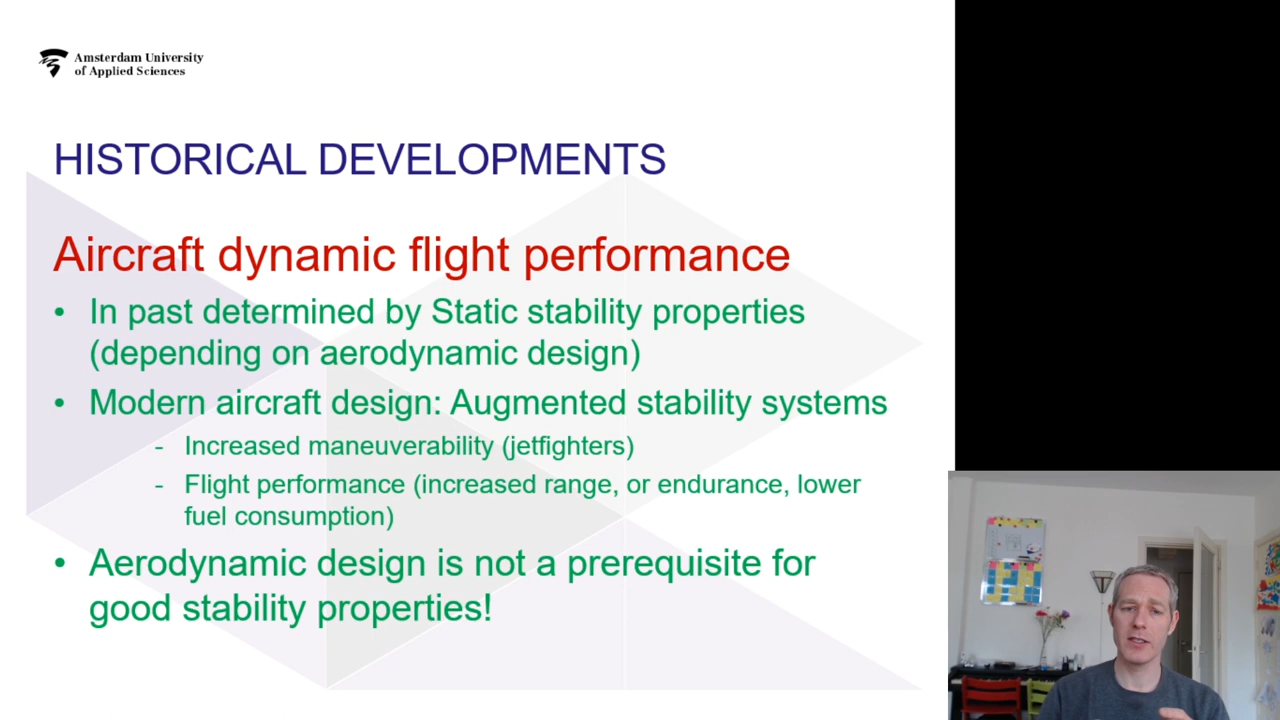 Amsterdam University
of Applied Sciences
HISTORICAL DEVELOPMENTS
Aircraft dynamic flight performance
• In past determined by Static stability properties
(depending on aerodynamic design)
• Modern aircraft design: Augmented stability systems
- Increased maneuverability (jetfighters)
- Flight performance (increased range, or endurance, lower
fuel consumption)
• Aerodynamic design is not a prerequisite for
good stability properties!